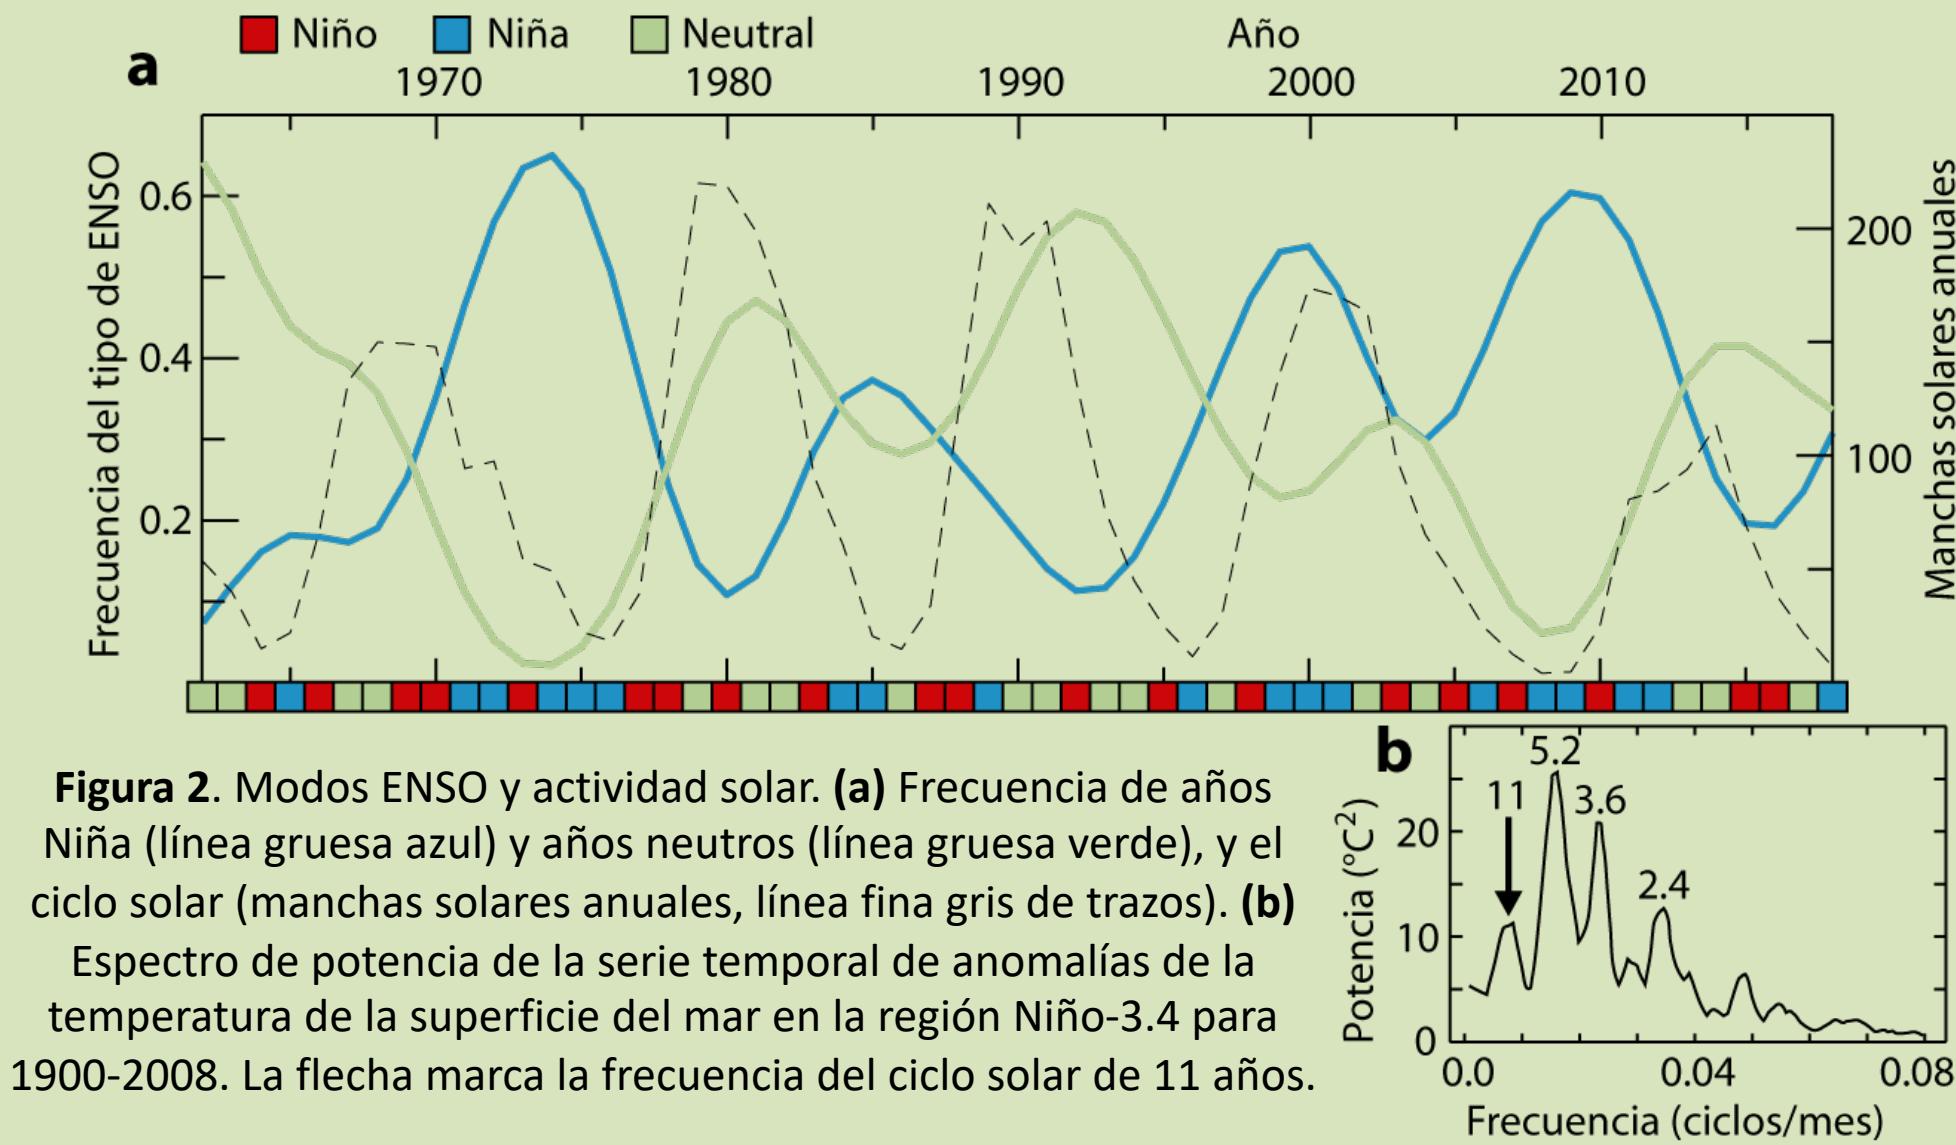 Niño Niña Neutral Año
a
1970 1980 1990 2000 2010
Frecuencia del tipo de ENSO
0.6
0.4
0.2
200
100
Manchas solares anuales
Figura 2. Modos ENSO y actividad solar. (a) Frecuencia de años
Niña (línea gruesa azul) y años neutros (línea gruesa verde), y el
ciclo solar (manchas solares anuales, línea fina gris de trazos). (b)
Espectro de potencia de la serie temporal de anomalías de la
temperatura de la superficie del mar en la región Niño-3.4 para
1900-2008. La flecha marca la frecuencia del ciclo solar de 11 años.
b
5.2
11
3.6
2.4
Potencia (°C²)
20
10
0
0.0 0.04 0.08
Frecuencia (ciclos/mes)